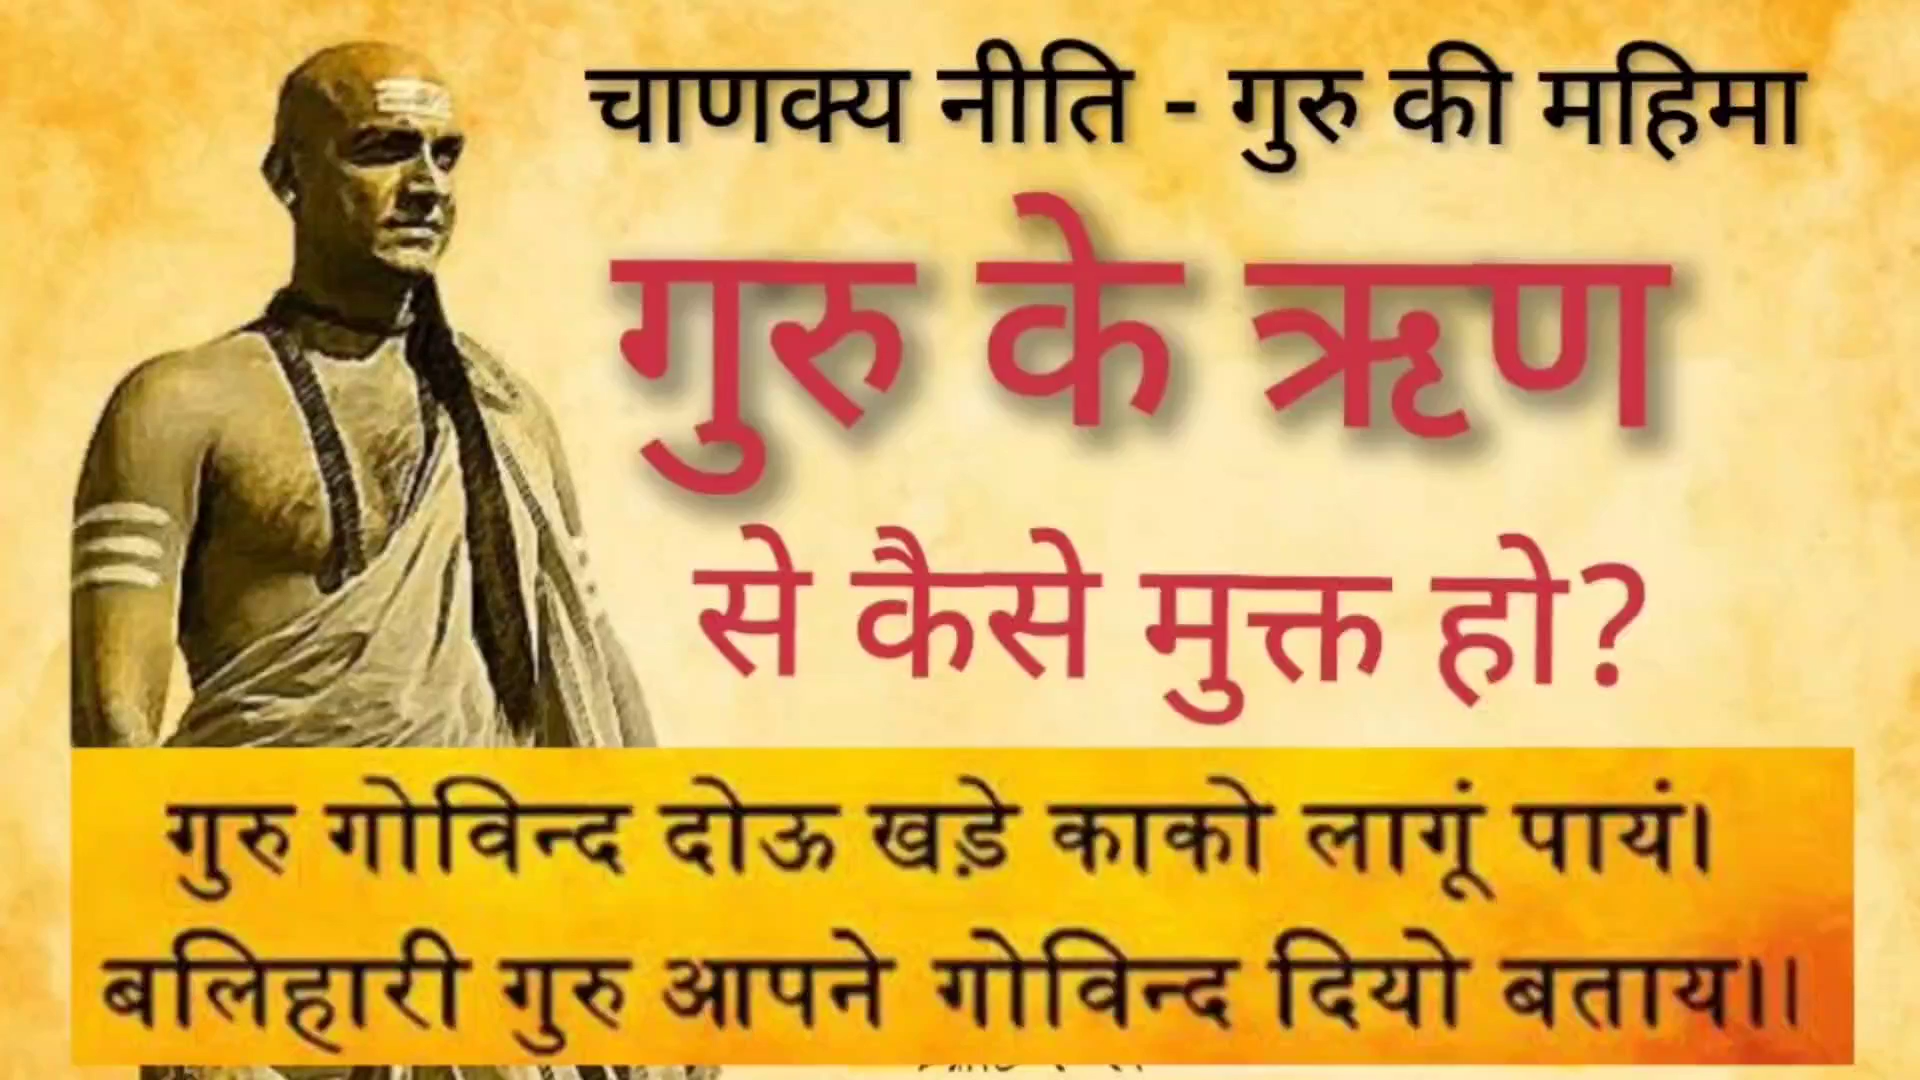 चाणक्य नीति - गुरु की महिमा
गुरु के ऋण
से कैसे मुक्त हो?
गुरु गोविन्द दोऊ खड़े काको लागूं पायं।
बलिहारी गुरु आपने गोविन्द दियो बताय।।